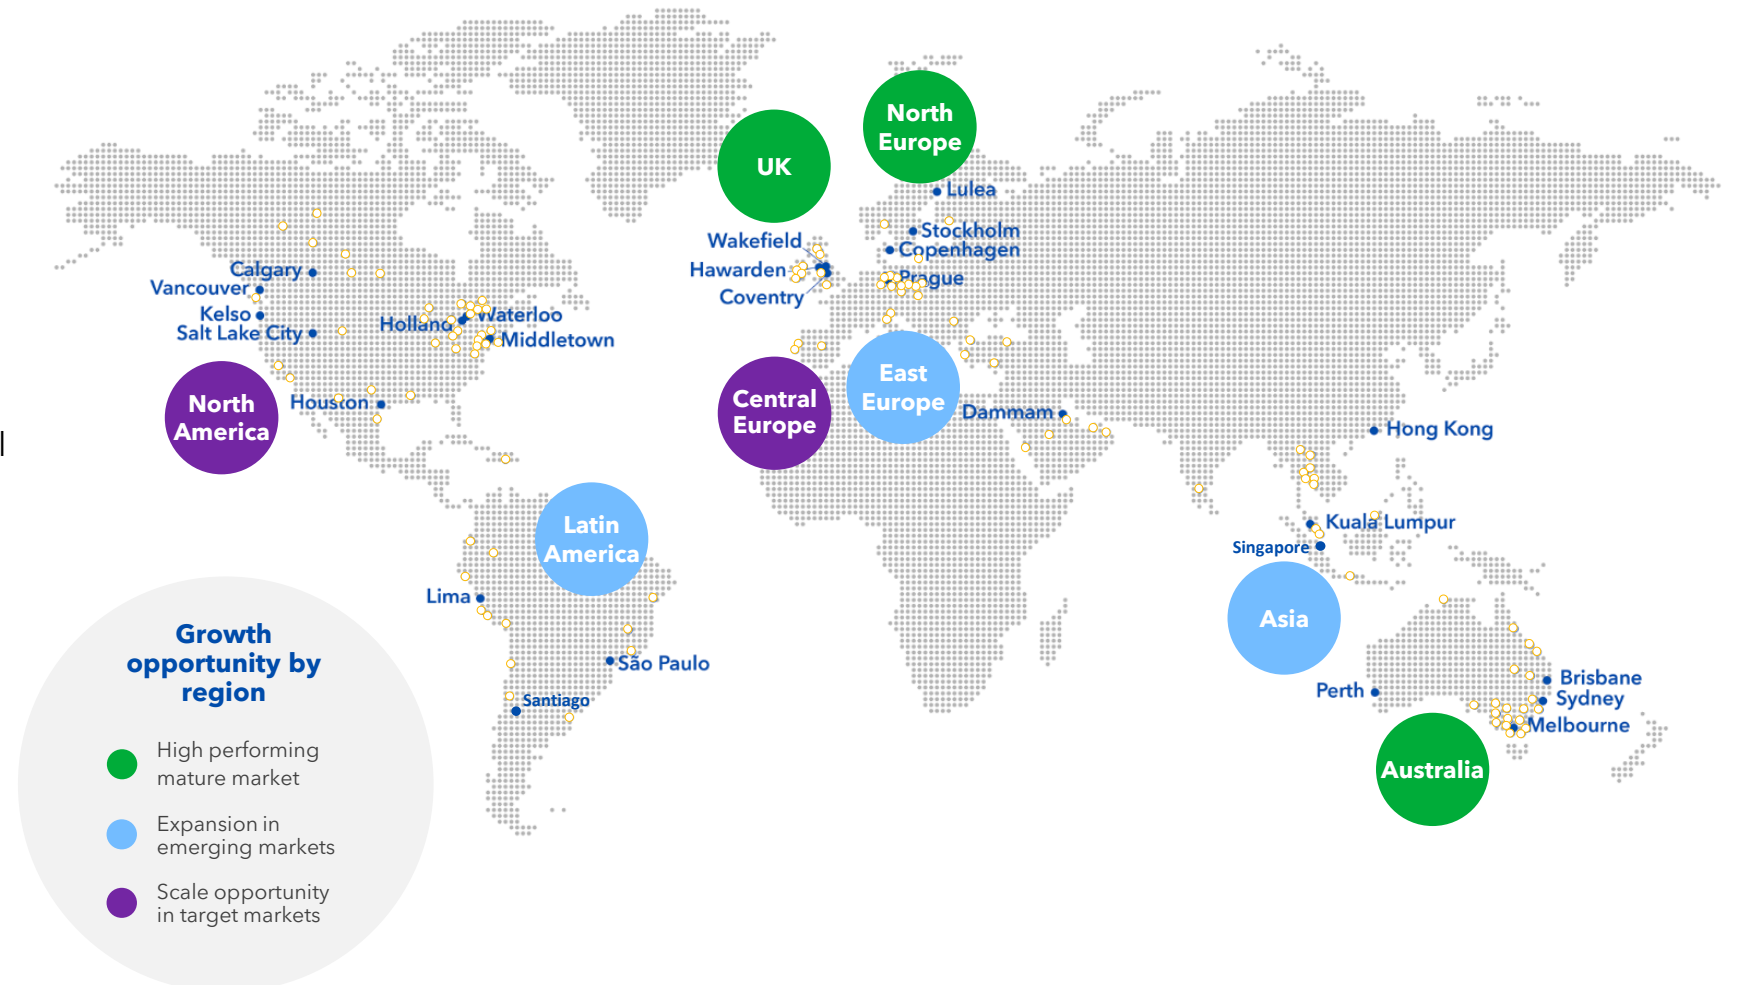 North
Europe
UK
Lulea
Stockholm
Wakefield
Copenhagen
Hawarden
Prague
Coventry
Calgary
Vancouver
Kelso
Salt Lake City
Holland
Waterloo
Middletown
Houston
North
America
Central
Europe
East
Europe
Dammam
Hong Kong
Latin
America
Kuala Lumpur
Singapore
Asia
Lima
São Paulo
Santiago
Perth
Brisbane
Sydney
Melbourne
Australia
Growth
opportunity by
region
High performing
mature market
Expansion in
emerging markets
Scale opportunity
in target markets